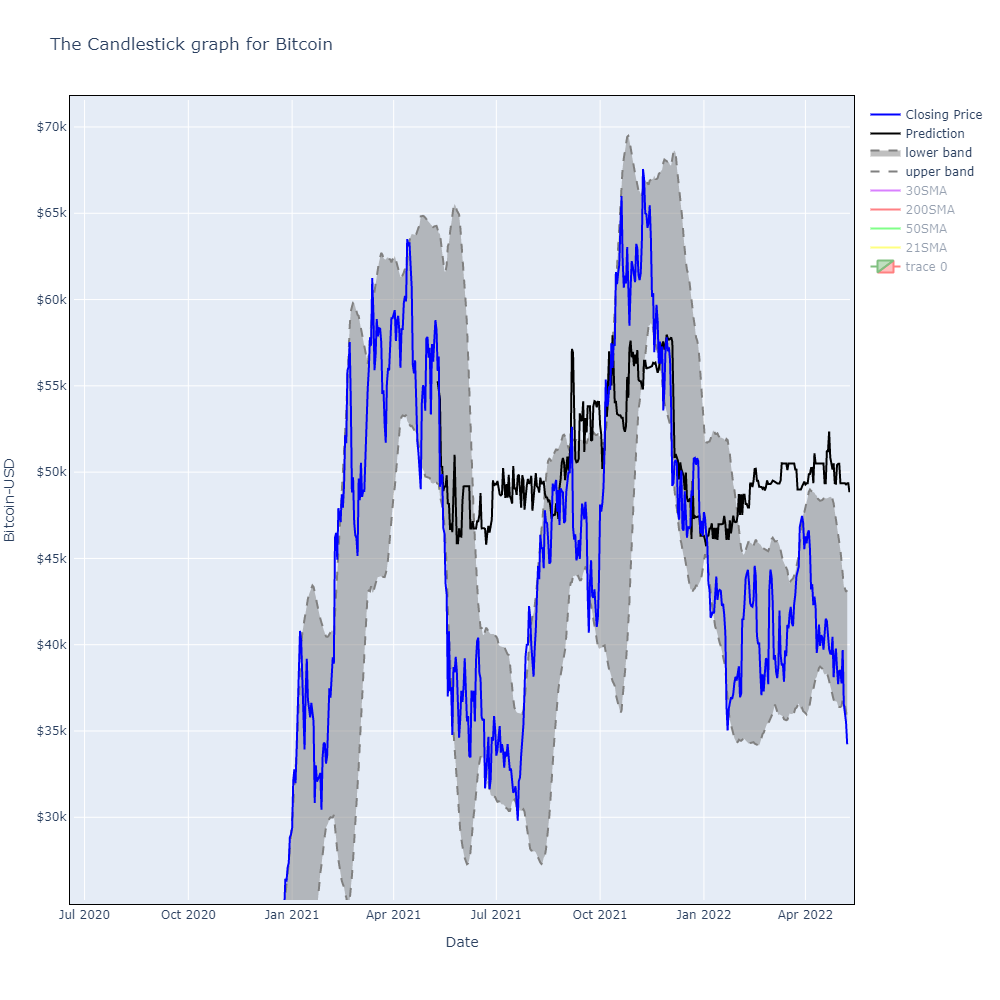 The Candlestick graph for Bitcoin
Closing Price
Prediction
lower band
upper band
30SMA
200SMA
50SMA
21SMA
trace 0
$70k
$65k
$60k
$55k
$50k
$45k
$40k
$35k
$30k
Bitcoin-USD
Jul 2020
Oct 2020
Jan 2021
Apr 2021
Jul 2021
Oct 2021
Jan 2022
Apr 2022
Date